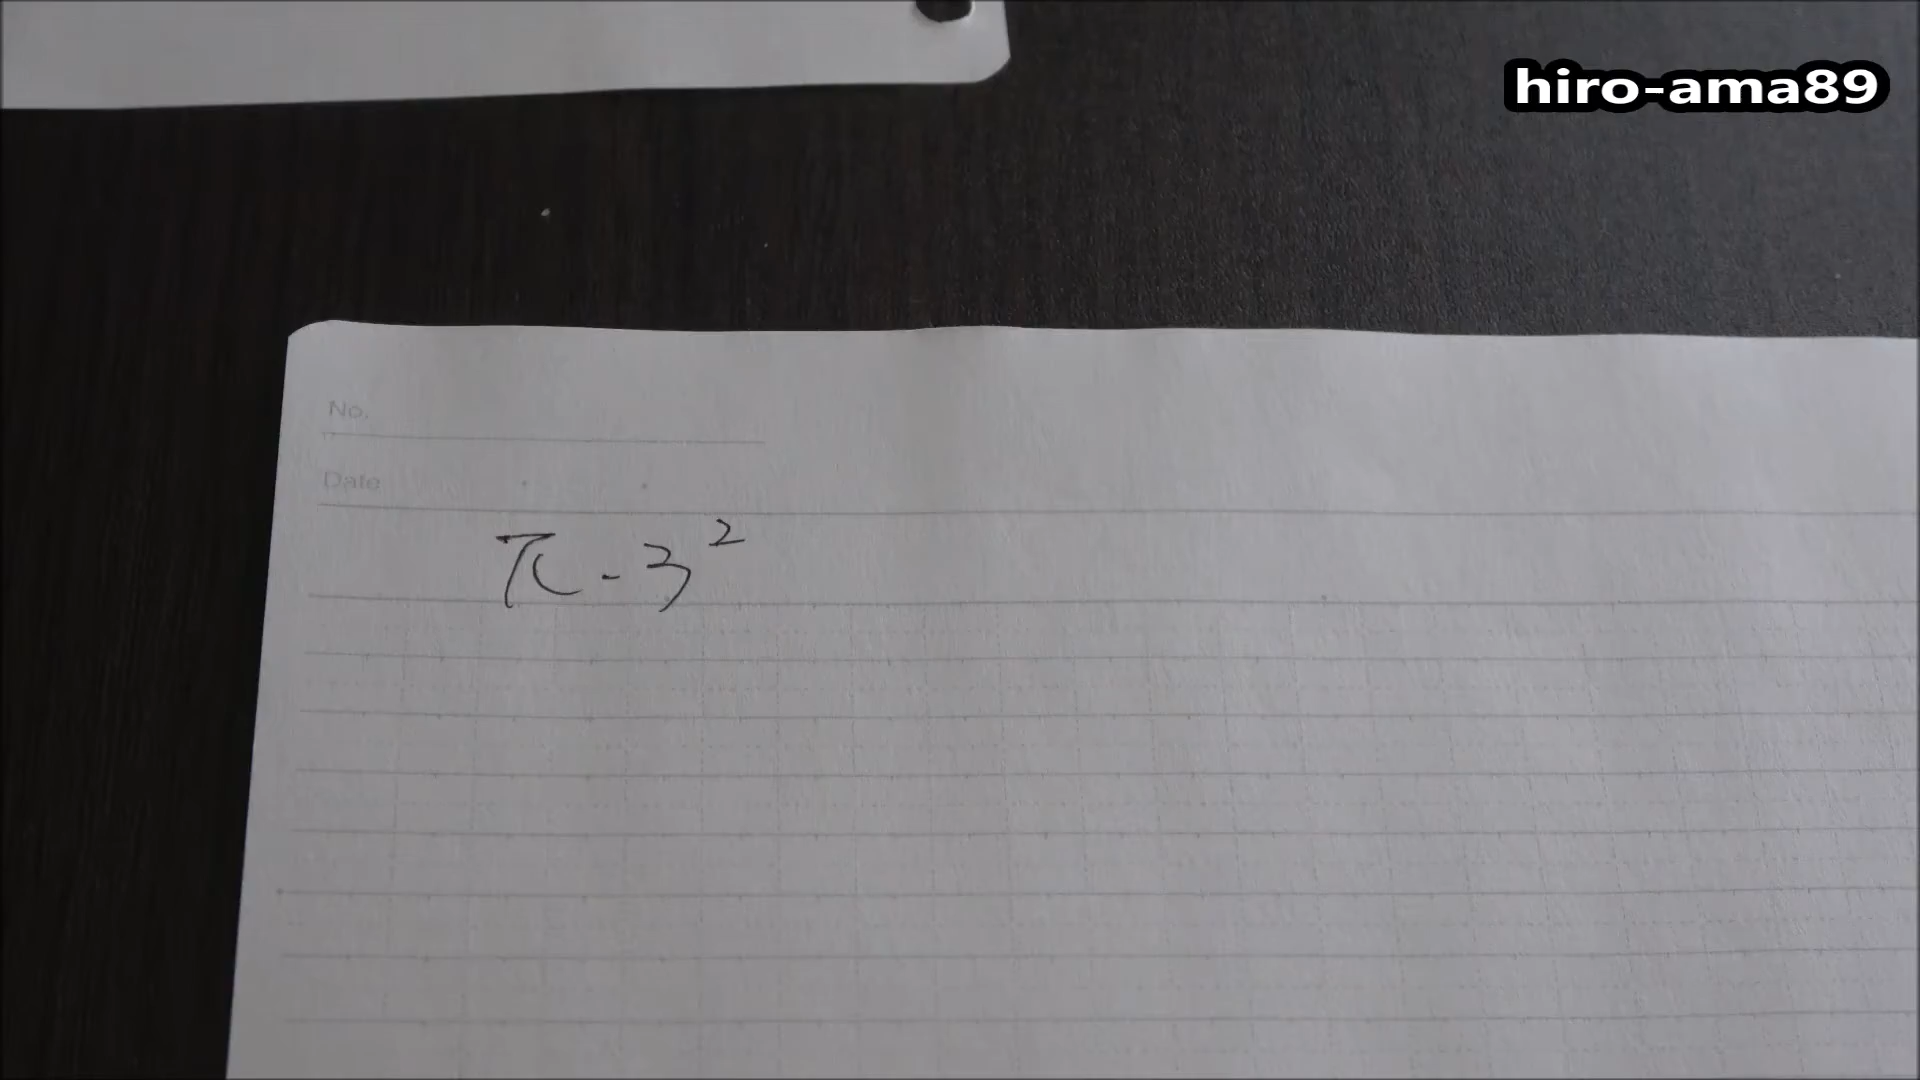 hiro-ama89
No.
Date
π-3²